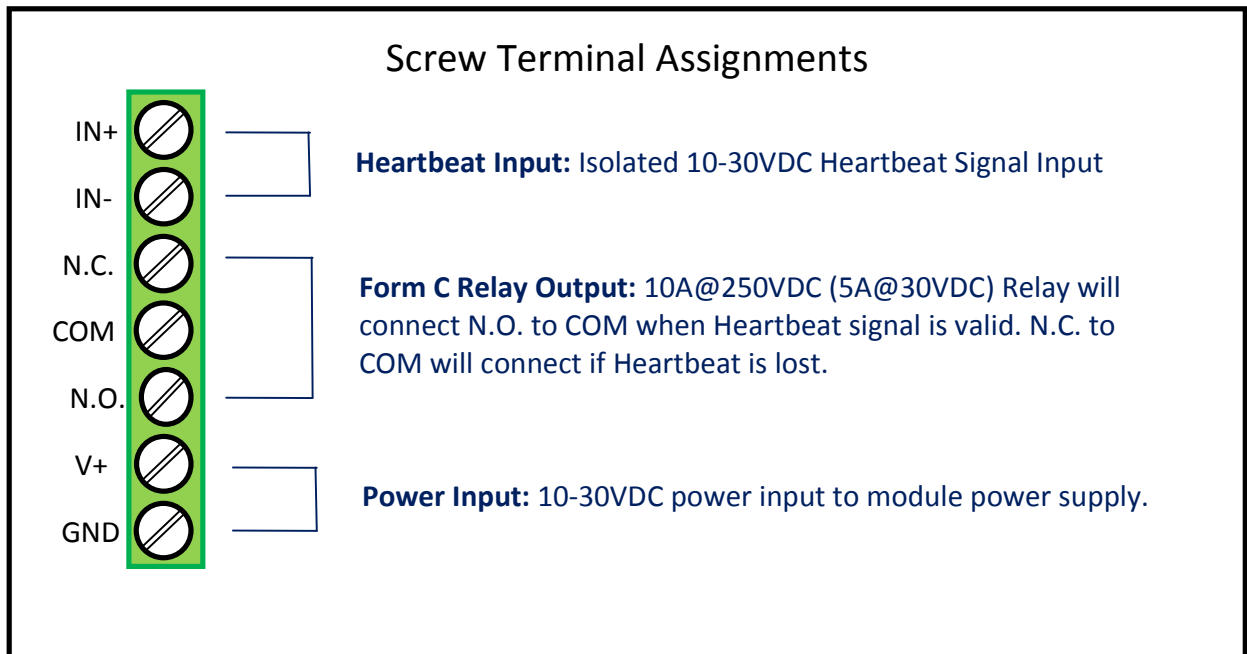 Screw Terminal Assignments
IN+
IN-
N.C.
COM
N.O.
V+
GND
Heartbeat Input: Isolated 10-30VDC Heartbeat Signal Input
Form C Relay Output: 10A@250VDC (5A@30VDC) Relay will
connect N.O. to COM when Heartbeat signal is valid. N.C. to
COM will connect if Heartbeat is lost.
Power Input: 10-30VDC power input to module power supply.